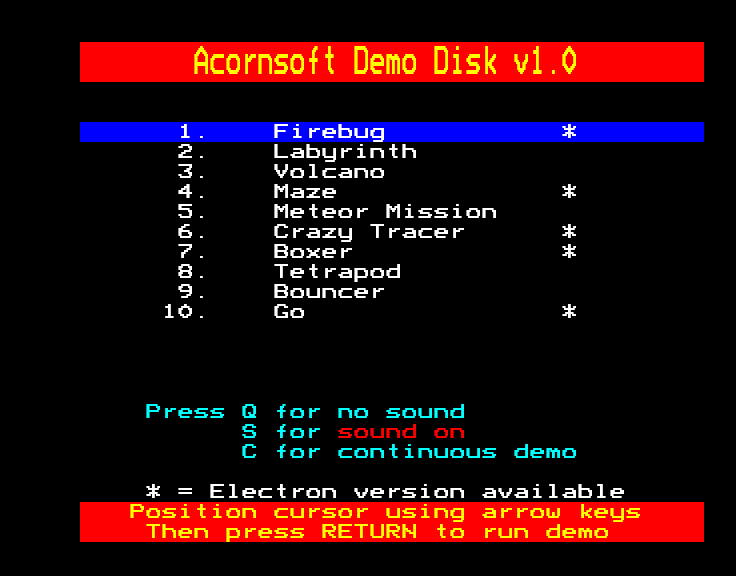 Acornsoft Demo Disk v1.0
1. Firebug *
2. Labyrinth
3. Volcano
4. Maze *
5. Meteor Mission
6. Crazy Tracer *
7. Boxer *
8. Tetrapod
9. Bouncer
10. Go *
Press Q for no sound
S for sound on
C for continuous demo
* = Electron version available
Position cursor using arrow keys
Then press RETURN to run demo